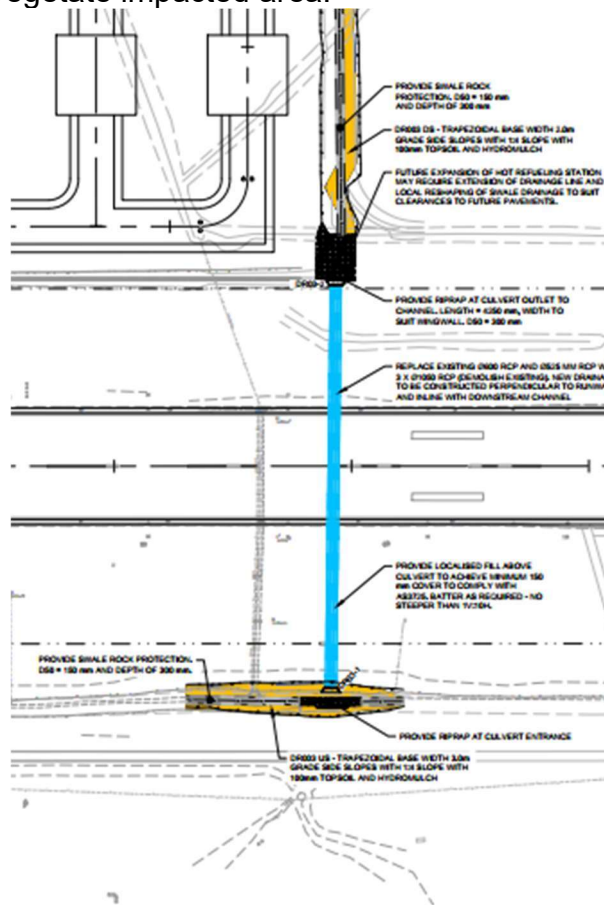 egetate impacted area.
PROVIDE SWALE ROCK
PROTECTION. D50 = 150 mm
AND DEPTH OF 300 mm
DR003 DS - TRAPEZOIDAL BASE WIDTH 3.0m
GRADE SIDE SLOPES WITH 1:4 SLOPE WITH
100mm TOPSOIL AND HYDROMULCH
FUTURE EXPANSION OF HOT REFUELING STATION
MAY REQUIRE EXTENSION OF DRAINAGE LINE AND
LOCAL RESHAPING OF SWALE DRAINAGE TO SUIT
CLEARANCES TO FUTURE PAVEMENTS.
PROVIDE RIPRAP AT CULVERT OUTLET TO
CHANNEL. LENGTH = 4350 mm, WIDTH TO
SUIT WINGWALL. D50 = 300 mm
REPLACE EXISTING Ø600 RCP AND Ø525 MM RCP W
3 X Ø1050 RCP (DEMOLISH EXISTING). NEW DRAINA
TO BE CONSTRUCTED PERPENDICULAR TO RUNWA
AND INLINE WITH DOWNSTREAM CHANNEL
PROVIDE LOCALISED FILL ABOVE
CULVERT TO ACHIEVE MINIMUM 150
mm COVER TO COMPLY WITH
AS3725. BATTER AS REQUIRED - NO
STEEPER THAN 1V:10H.
PROVIDE SWALE ROCK PROTECTION.
D50 = 150 mm AND DEPTH OF 300 mm.
PROVIDE RIPRAP AT CULVERT ENTRANCE
DR003 US - TRAPEZOIDAL BASE WIDTH 3.0m
GRADE SIDE SLOPES WITH 1:4 SLOPE WITH
100mm TOPSOIL AND HYDROMULCH